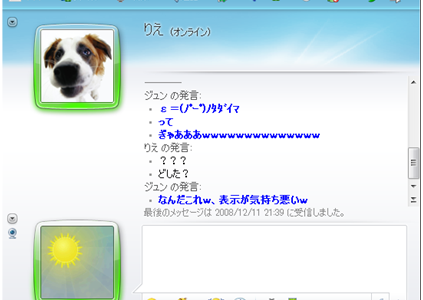 りえ (オンライン)
ジュン の発言:
ε＝(ﾉﾟｰﾟ)ﾉﾀﾀﾞｲﾏ
って
ぎゃあああwwwwwwwwwwwwwww
りえ の発言:
？？？
どした？
ジュン の発言:
なんだこれw、表示が気持ち悪いw
最後のメッセージは 2008/12/11 21:39 に受信しました。